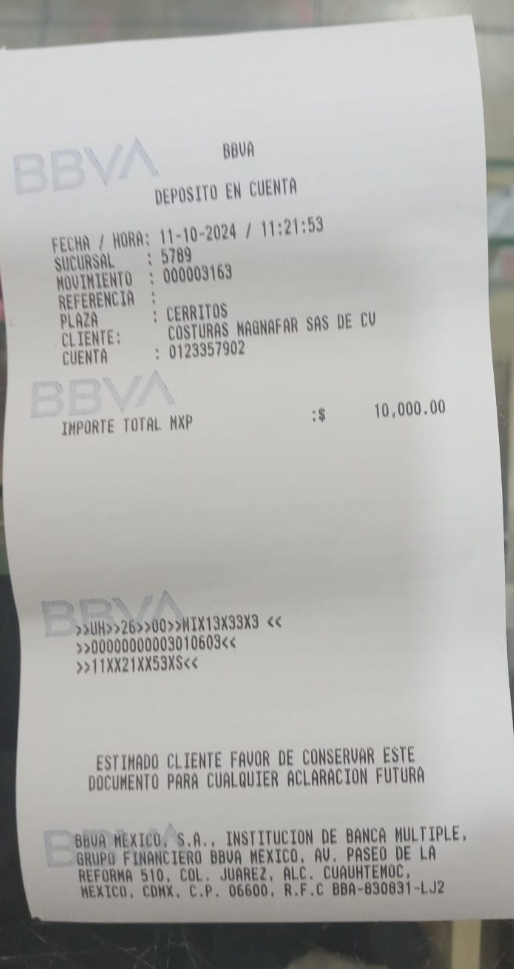 BBVA
BBVA
DEPOSITO EN CUENTA
FECHA / HORA: 11-10-2024 / 11:21:53
SUCURSAL : 5789
MOVIMIENTO : 000003163
REFERENCIA :
PLAZA : CERRITOS
CLIENTE: COSTURAS MAGNAFAR SAS DE CV
CUENTA : 0123357902
BBVA
IMPORTE TOTAL MXP :$ 10,000.00
BBVA
>>UH>>26>>00>>MIX13X33X3 <<
>>00000000003010603<<
>>11XX21XX53XS<<
ESTIMADO CLIENTE FAVOR DE CONSERVAR ESTE
DOCUMENTO PARA CUALQUIER ACLARACION FUTURA
BBVA
BBVA MEXICO, S.A., INSTITUCION DE BANCA MULTIPLE,
GRUPO FINANCIERO BBVA MEXICO, AV. PASEO DE LA
REFORMA 510, COL. JUAREZ, ALC. CUAUHTEMOC,
MEXICO, CDMX, C.P. 06600, R.F.C BBA-830831-LJ2